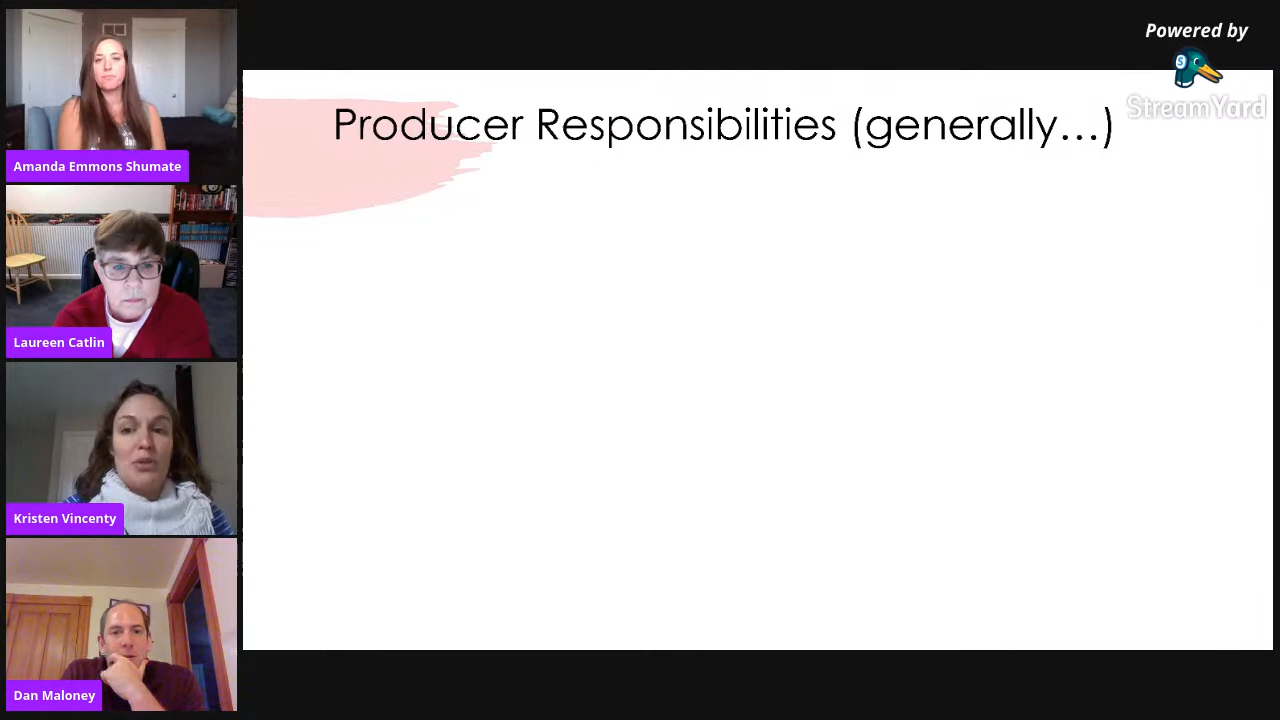 Amanda Emmons Shumate
Laureen Catlin
Kristen Vincenty
Dan Maloney
Producer Responsibilities (generally…)
Powered by
S
StreamYard